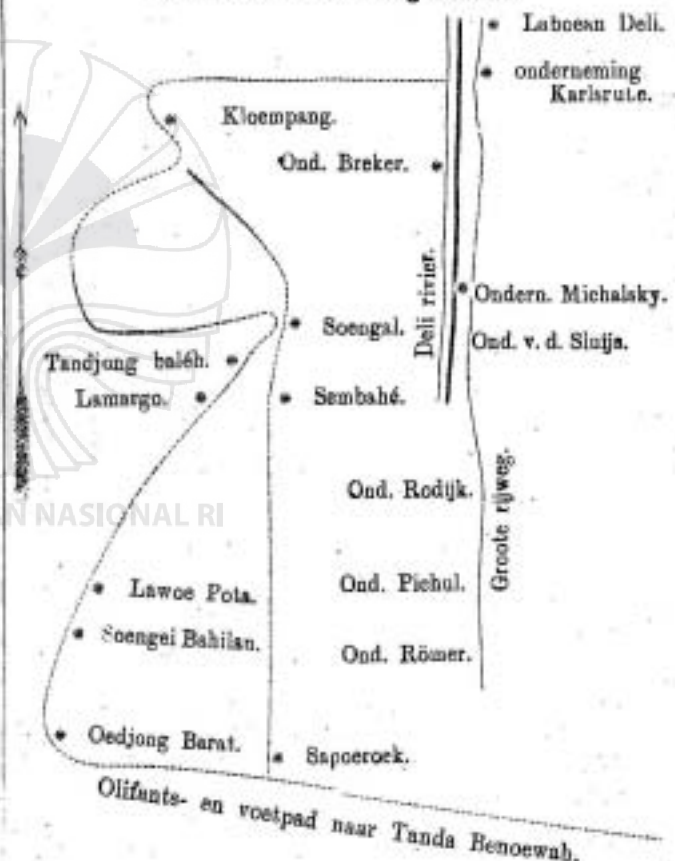 Laboean Deli.
onderneming
Karlsrute.
Kloempang.
Ond. Breker.
Deli rivier.
Ondern. Michalsky.
Soengal.
Ond. v. d. Sluijs.
Tandjong baléh.
Lamargo.
Sembahé.
Ond. Rodijk.
Groote rijweg.
N NASIONAL RI
Lawoe Pota.
Ond. Pichul.
Soengei Bahilan.
Ond. Römer.
Oedjong Barat.
Sapoeroek.
Olifants- en voetpad naar Tanda Benoewah.